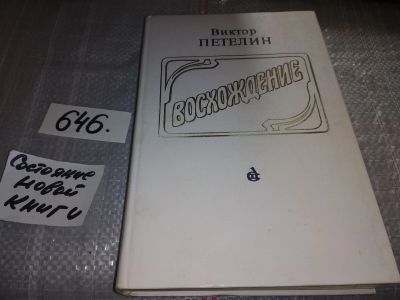 Виктор
ПЕТЕЛИН
ВОСХОЖДЕНИЕ
646.
Состояние
новой
книги